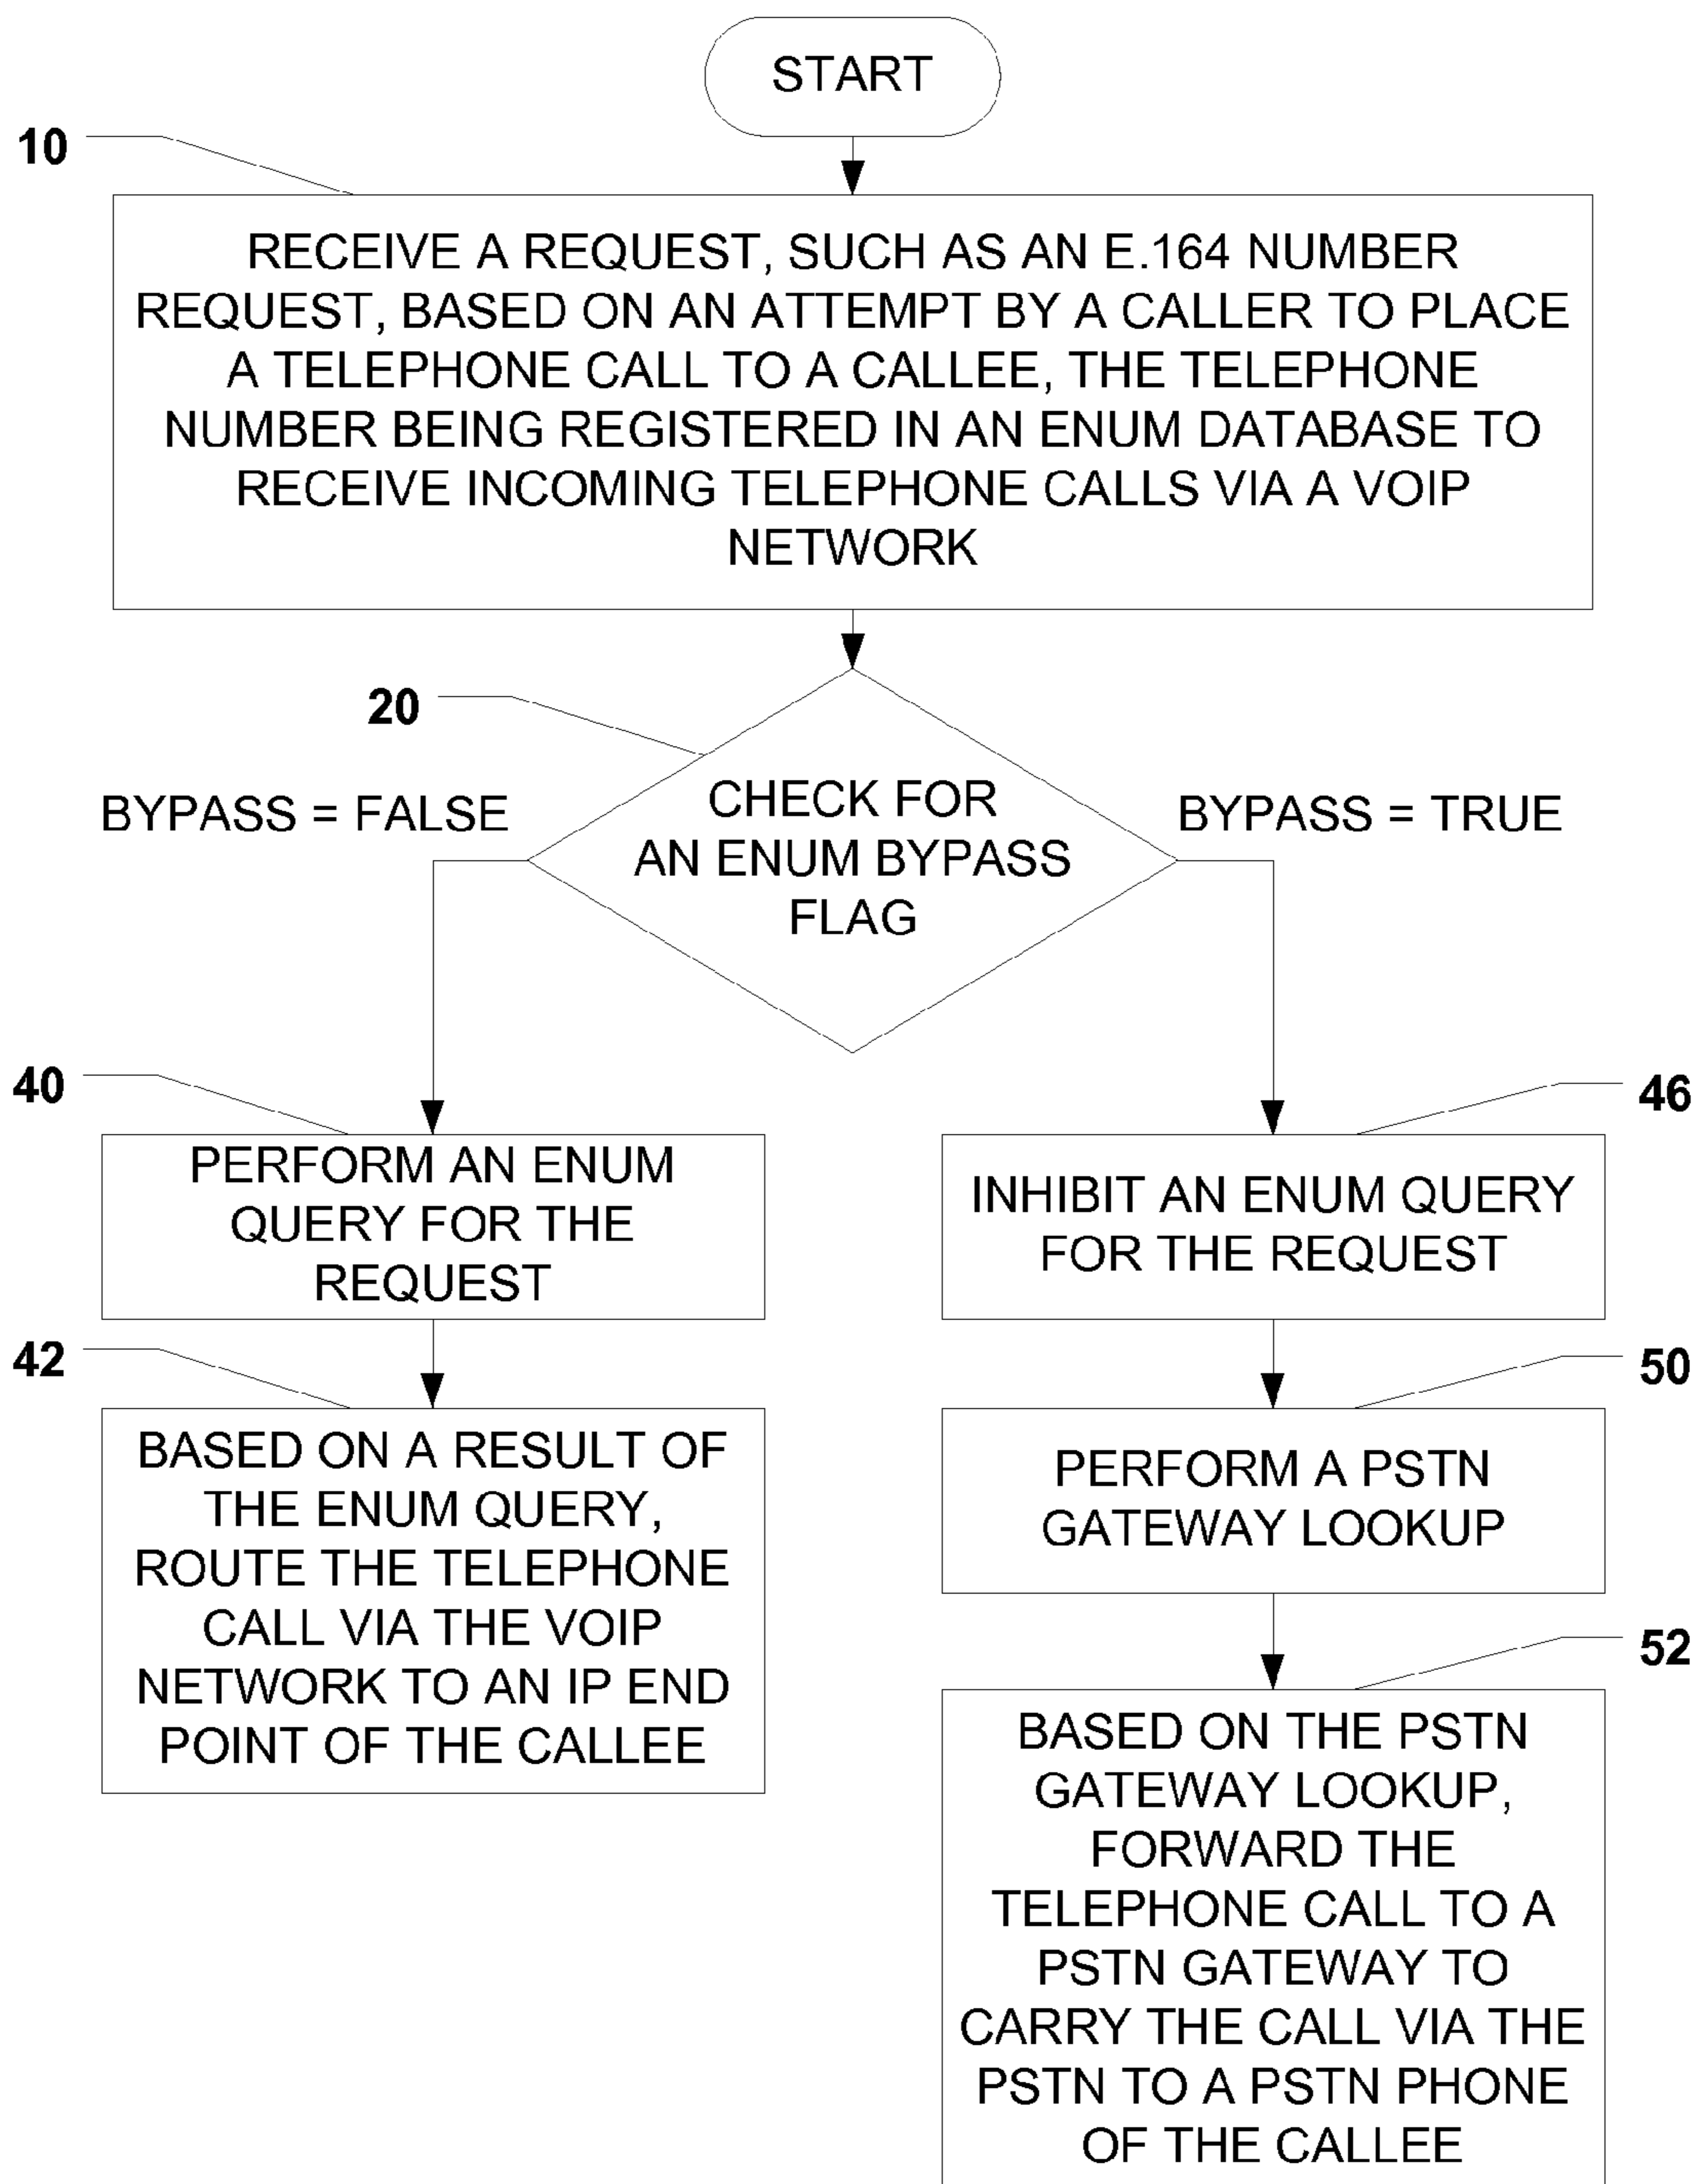 START
10
RECEIVE A REQUEST, SUCH AS AN E.164 NUMBER
REQUEST, BASED ON AN ATTEMPT BY A CALLER TO PLACE
A TELEPHONE CALL TO A CALLEE, THE TELEPHONE
NUMBER BEING REGISTERED IN AN ENUM DATABASE TO
RECEIVE INCOMING TELEPHONE CALLS VIA A VOIP
NETWORK
20
CHECK FOR
AN ENUM BYPASS
FLAG
BYPASS = FALSE
BYPASS = TRUE
40
PERFORM AN ENUM
QUERY FOR THE
REQUEST
42
BASED ON A RESULT OF
THE ENUM QUERY,
ROUTE THE TELEPHONE
CALL VIA THE VOIP
NETWORK TO AN IP END
POINT OF THE CALLEE
46
INHIBIT AN ENUM QUERY
FOR THE REQUEST
50
PERFORM A PSTN
GATEWAY LOOKUP
52
BASED ON THE PSTN
GATEWAY LOOKUP,
FORWARD THE
TELEPHONE CALL TO A
PSTN GATEWAY TO
CARRY THE CALL VIA THE
PSTN TO A PSTN PHONE
OF THE CALLEE